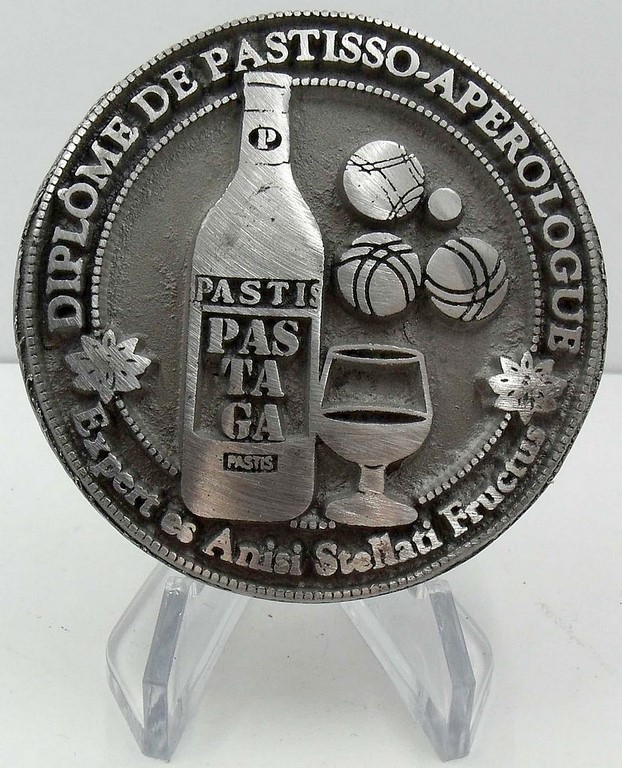 DIPLÔME DE PASTISSO-APEROLOGUE
P
PASTIS
PAS
TA
GA
PASTIS
Expert es Anisi Stellati Fructus